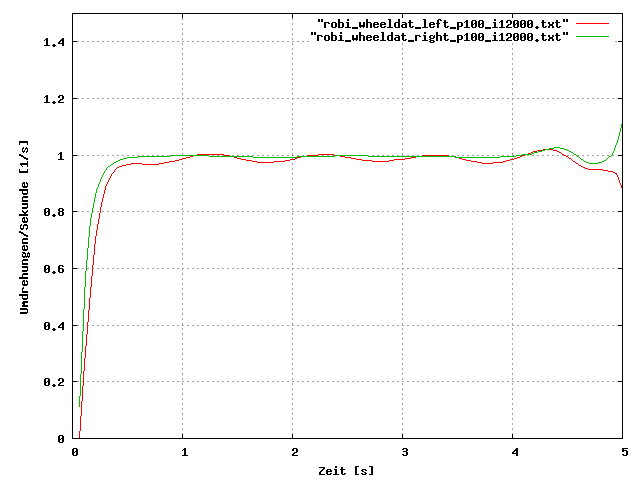 "robi_wheeldat_left_p100_i12000.txt"
"robi_wheeldat_right_p100_i12000.txt"
1.4
1.2
1
0.8
0.6
0.4
0.2
0
Umdrehungen/Sekunde [1/s]
0 1 2 3 4 5
Zeit [s]